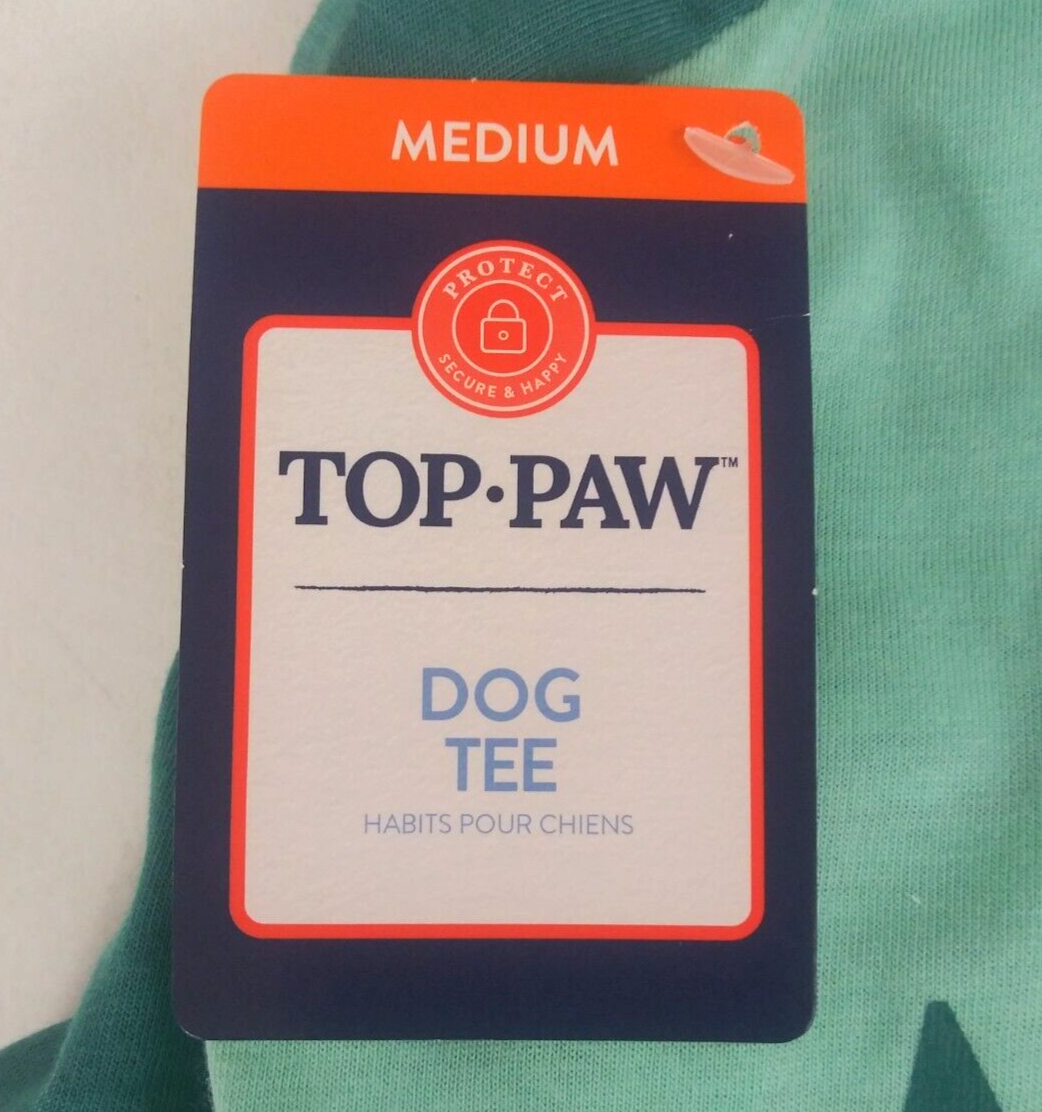 MEDIUM
PROTECT
SECURE & HAPPY
TOP•PAW™
DOG
TEE
HABITS POUR CHIENS